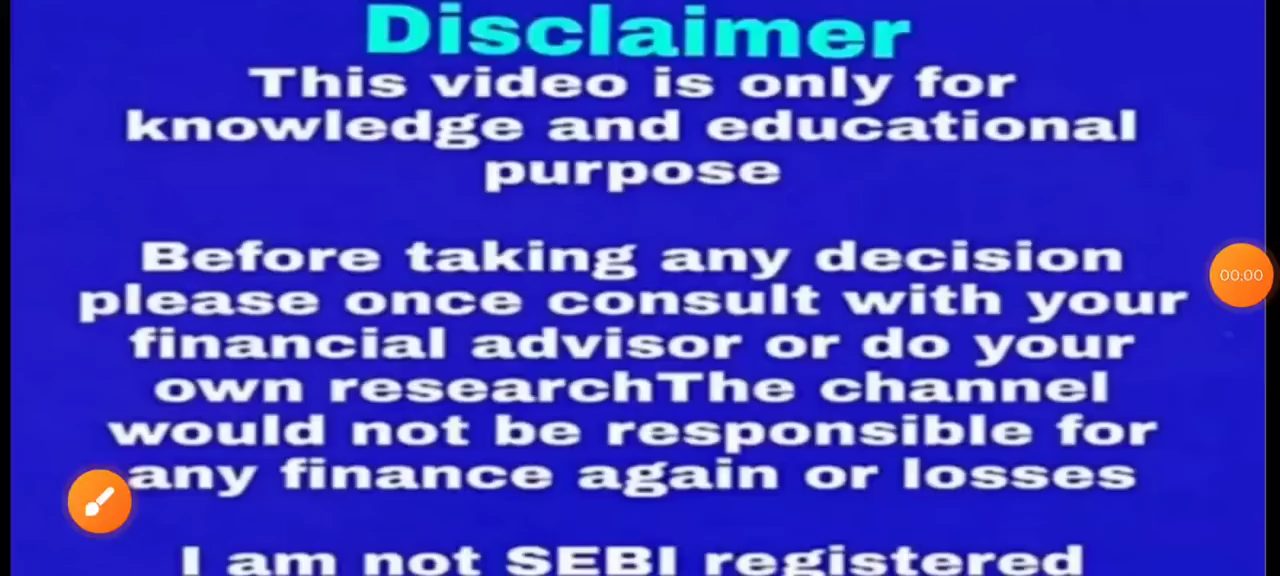 Disclaimer
This video is only for
knowledge and educational
purpose
Before taking any decision
please once consult with your
financial advisor or do your
own researchThe channel
would not be responsible for
any finance again or losses
I am not SEBI registered
00:00